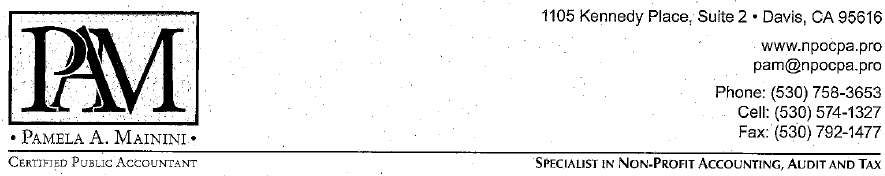 PAM
• PAMELA A. MAININI •
CERTIFIED PUBLIC ACCOUNTANT
1105 Kennedy Place, Suite 2 • Davis, CA 95616
www.npocpa.pro
pam@npocpa.pro
Phone: (530) 758-3653
Cell: (530) 574-1327
Fax: (530) 792-1477
SPECIALIST IN NON-PROFIT ACCOUNTING, AUDIT AND TAX